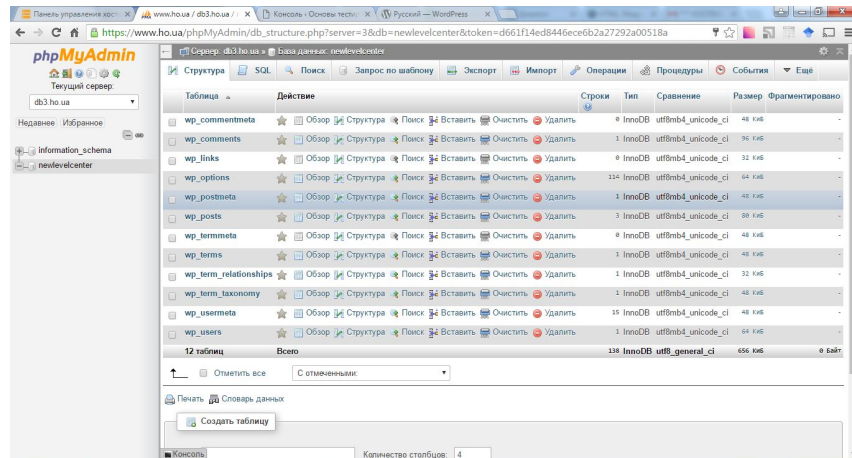 Панель управления хост
www.ho.ua / db3.ho.ua /
Консоль ‹ Основы тести
Русский — WordPress
https://www.ho.ua/phpMyAdmin/db_structure.php?server=3&db=newlevelcenter&token=d661f14ed8446ece6b2a27292a00518a
phpMyAdmin
Текущий сервер:
db3.ho.ua
Недавнее Избранное
information_schema
newlevelcenter
Сервер: db3.ho.ua » База данных: newlevelcenter
Структура SQL Поиск Запрос по шаблону Экспорт Импорт Операции Процедуры События Ещё
Таблица Действие Строки Тип Сравнение Размер Фрагментировано
wp_commentmeta Обзор Структура Поиск Вставить Очистить Удалить 0 InnoDB utf8mb4_unicode_ci 48 КиБ -
wp_comments Обзор Структура Поиск Вставить Очистить Удалить 1 InnoDB utf8mb4_unicode_ci 96 КиБ -
wp_links Обзор Структура Поиск Вставить Очистить Удалить 0 InnoDB utf8mb4_unicode_ci 32 КиБ -
wp_options Обзор Структура Поиск Вставить Очистить Удалить 114 InnoDB utf8mb4_unicode_ci 64 КиБ -
wp_postmeta Обзор Структура Поиск Вставить Очистить Удалить 1 InnoDB utf8mb4_unicode_ci 48 КиБ -
wp_posts Обзор Структура Поиск Вставить Очистить Удалить 3 InnoDB utf8mb4_unicode_ci 80 КиБ -
wp_termmeta Обзор Структура Поиск Вставить Очистить Удалить 0 InnoDB utf8mb4_unicode_ci 48 КиБ -
wp_terms Обзор Структура Поиск Вставить Очистить Удалить 1 InnoDB utf8mb4_unicode_ci 48 КиБ -
wp_term_relationships Обзор Структура Поиск Вставить Очистить Удалить 1 InnoDB utf8mb4_unicode_ci 32 КиБ -
wp_term_taxonomy Обзор Структура Поиск Вставить Очистить Удалить 1 InnoDB utf8mb4_unicode_ci 48 КиБ -
wp_usermeta Обзор Структура Поиск Вставить Очистить Удалить 15 InnoDB utf8mb4_unicode_ci 48 КиБ -
wp_users Обзор Структура Поиск Вставить Очистить Удалить 1 InnoDB utf8mb4_unicode_ci 64 КиБ -
12 таблиц Всего 138 InnoDB utf8_general_ci 656 КиБ 0 Байт
Отметить все С отмеченными:
Печать Словарь данных
Создать таблицу
Консоль Количество столбцов: 4